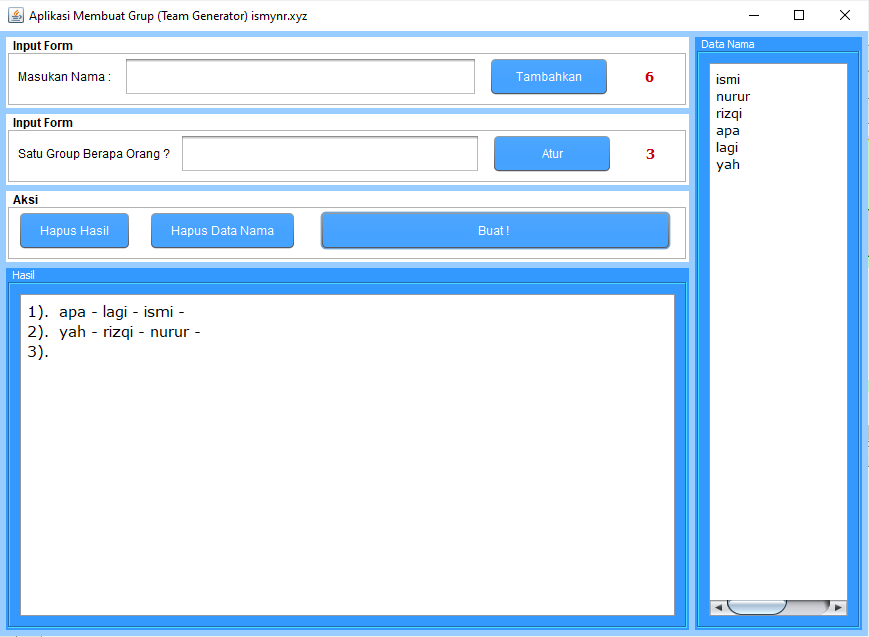 Aplikasi Membuat Grup (Team Generator) ismynr.xyz
Input Form
Masukan Nama :
Tambahkan
6
Input Form
Satu Group Berapa Orang ?
Atur
3
Aksi
Hapus Hasil
Hapus Data Nama
Buat !
Hasil
1). apa - lagi - ismi -
2). yah - rizqi - nurur -
3).
Data Nama
ismi
nurur
rizqi
apa
lagi
yah